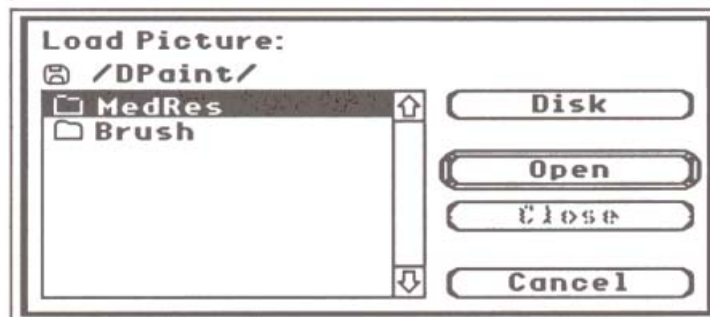 Load Picture:
/DPaint/
MedRes
Brush
Disk
Open
Close
Cancel